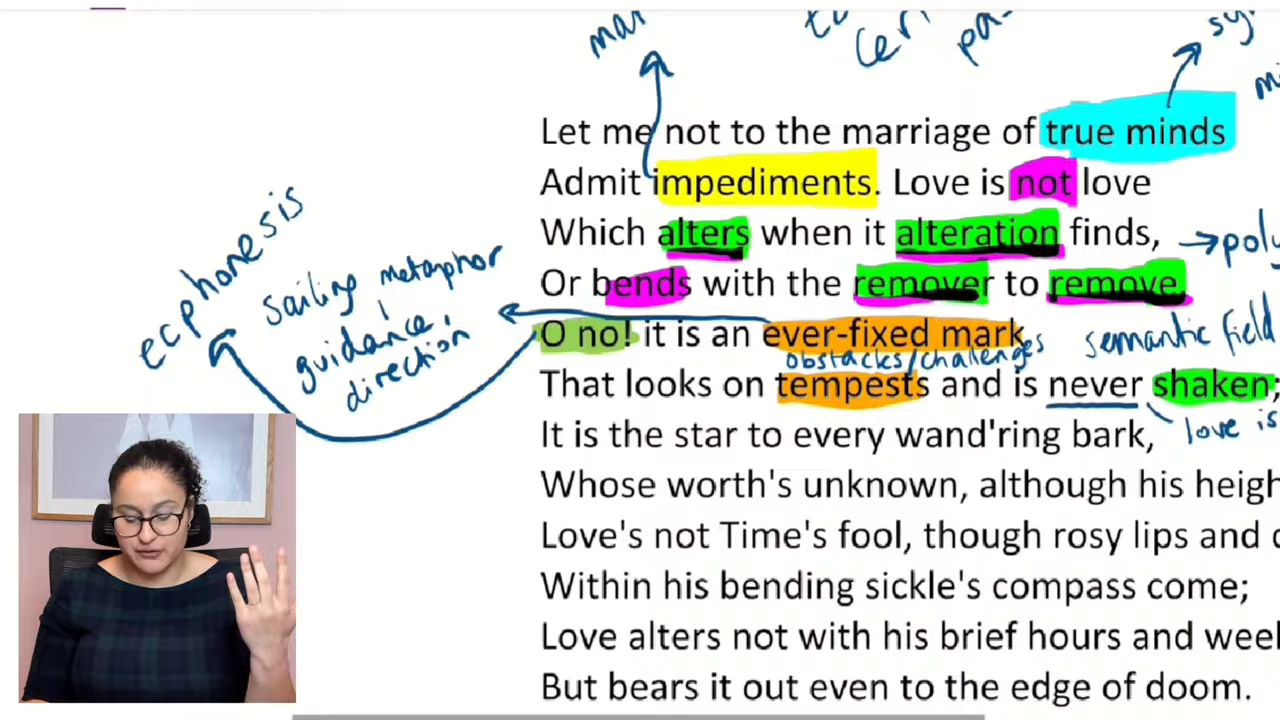 mar
Let me not to the marriage of true minds
Admit impediments. Love is not love
Which alters when it alteration finds,
→poly
Or bends with the remover to remove.
O no! it is an ever-fixed mark
semantic field
obstacles/challenges
That looks on tempests and is never shaken;
love is
It is the star to every wand'ring bark,
Whose worth's unknown, although his heigh
Love's not Time's fool, though rosy lips and c
Within his bending sickle's compass come;
Love alters not with his brief hours and week
But bears it out even to the edge of doom.
ecphonesis
sailing metaphor
guidance,
direction